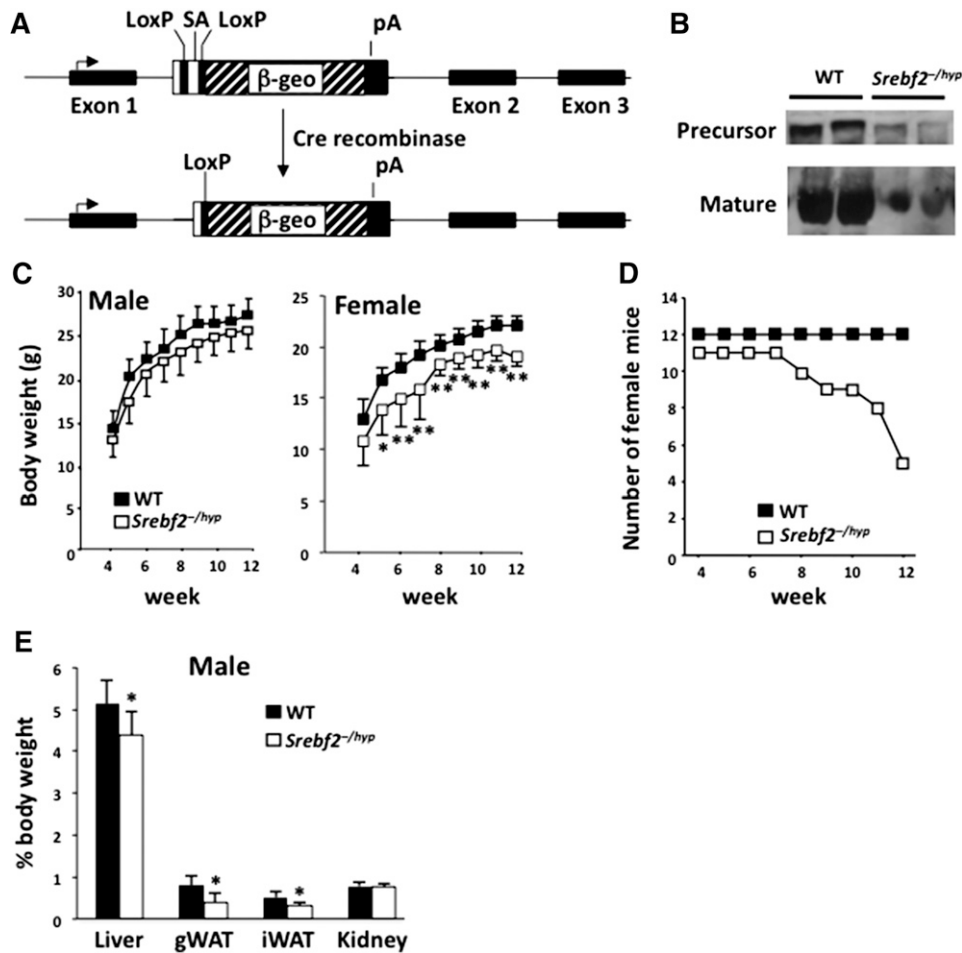 A
LoxP SA LoxP
pA
β-geo
Exon 1
Exon 2
Exon 3
Cre recombinase
LoxP
pA
β-geo
B
WT
Srebf2−/hyp
Precursor
Mature
C
Male
Body weight (g)
30
25
20
15
10
5
0
WT
Srebf2−/hyp
4 6 8 10 12
week
Female
25
20
15
10
5
0
* ** ** ** ** ** ** **
4 6 8 10 12
week
D
Number of female mice
14
12
10
8
6
4
2
0
WT
Srebf2−/hyp
4 6 8 10 12
week
E
Male
% body weight
6
5
4
3
2
1
0
WT
Srebf2−/hyp
* * *
Liver gWAT iWAT Kidney